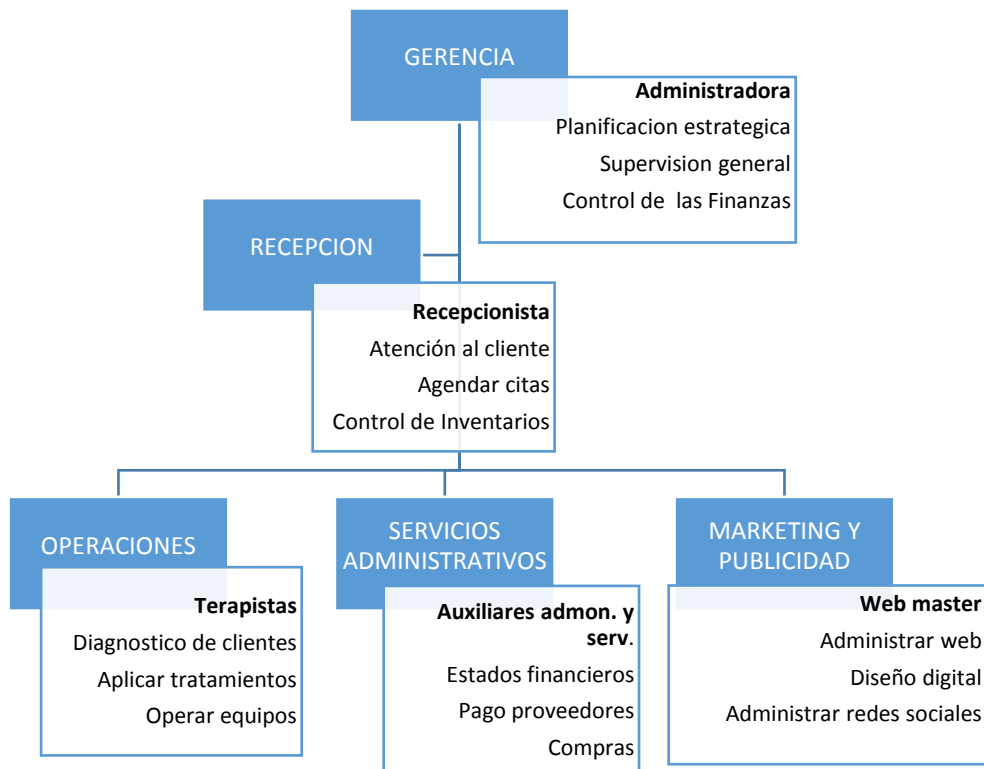 GERENCIA
Administradora
Planificacion estrategica
Supervision general
Control de  las Finanzas
RECEPCION
Recepcionista
Atención al cliente
Agendar citas
Control de Inventarios
OPERACIONES
Terapistas
Diagnostico de clientes
Aplicar tratamientos
Operar equipos
SERVICIOS
ADMINISTRATIVOS
Auxiliares admon. y
serv.
Estados financieros
Pago proveedores
Compras
MARKETING Y
PUBLICIDAD
Web master
Administrar web
Diseño digital
Administrar redes sociales